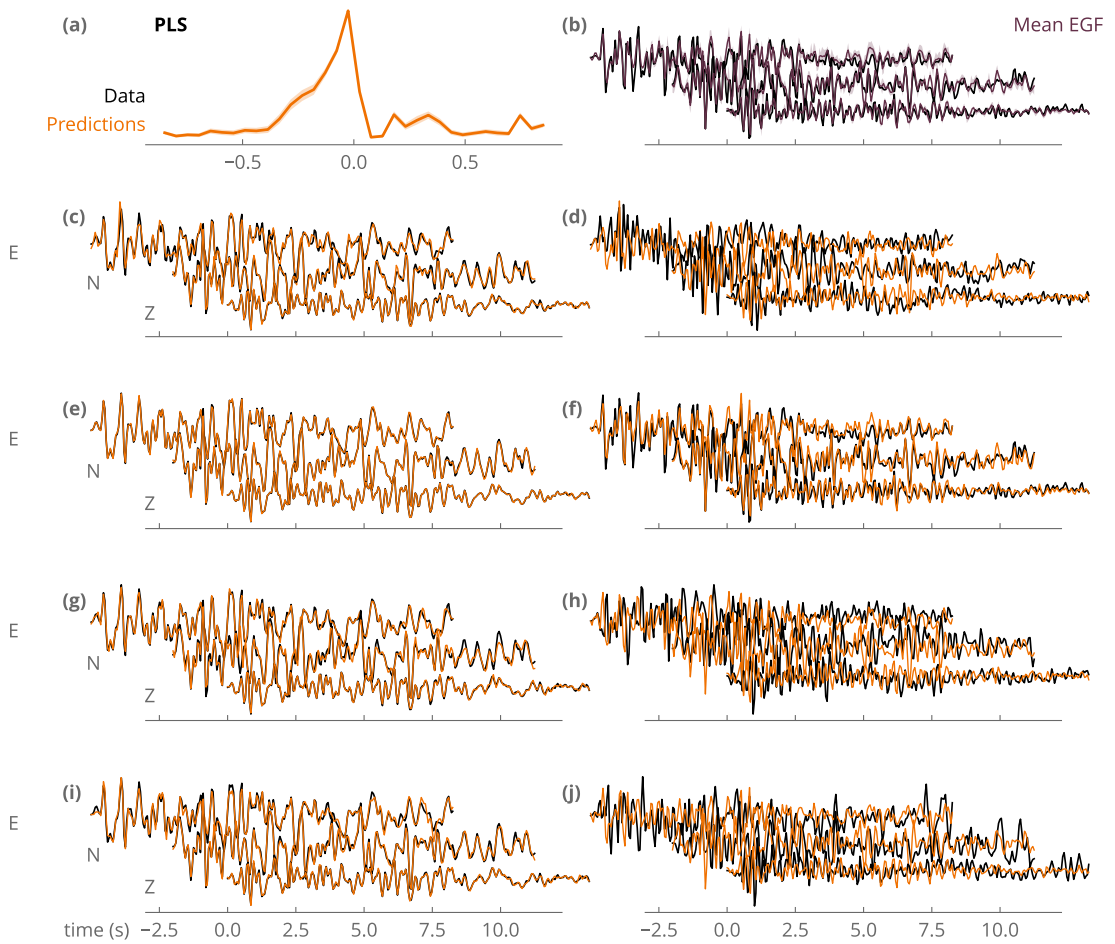 (a) PLS (b) Mean EGF
Data
Predictions
−0.5 0.0 0.5
(c) (d)
E
N
Z
(e) (f)
E
N
Z
(g) (h)
E
N
Z
(i) (j)
E
N
Z
time (s) −2.5 0.0 2.5 5.0 7.5 10.0 −2.5 0.0 2.5 5.0 7.5 10.0